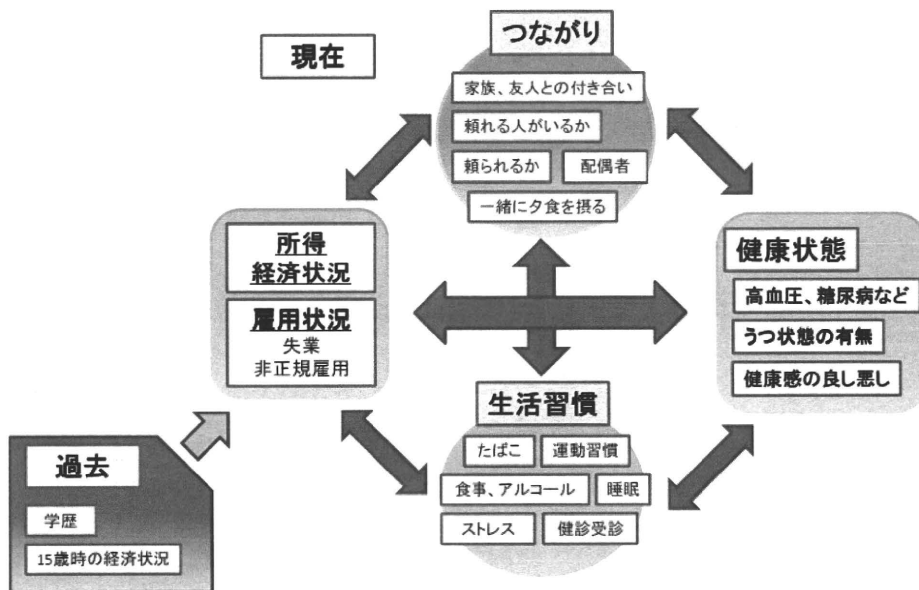 現在
つながり
家族、友人との付き合い
頼れる人がいるか
頼られるか
配偶者
一緒に夕食を摂る
所得
経済状況
雇用状況
失業
非正規雇用
健康状態
高血圧、糖尿病など
うつ状態の有無
健康感の良し悪し
生活習慣
たばこ
運動習慣
食事、アルコール
睡眠
ストレス
健診受診
過去
学歴
15歳時の経済状況